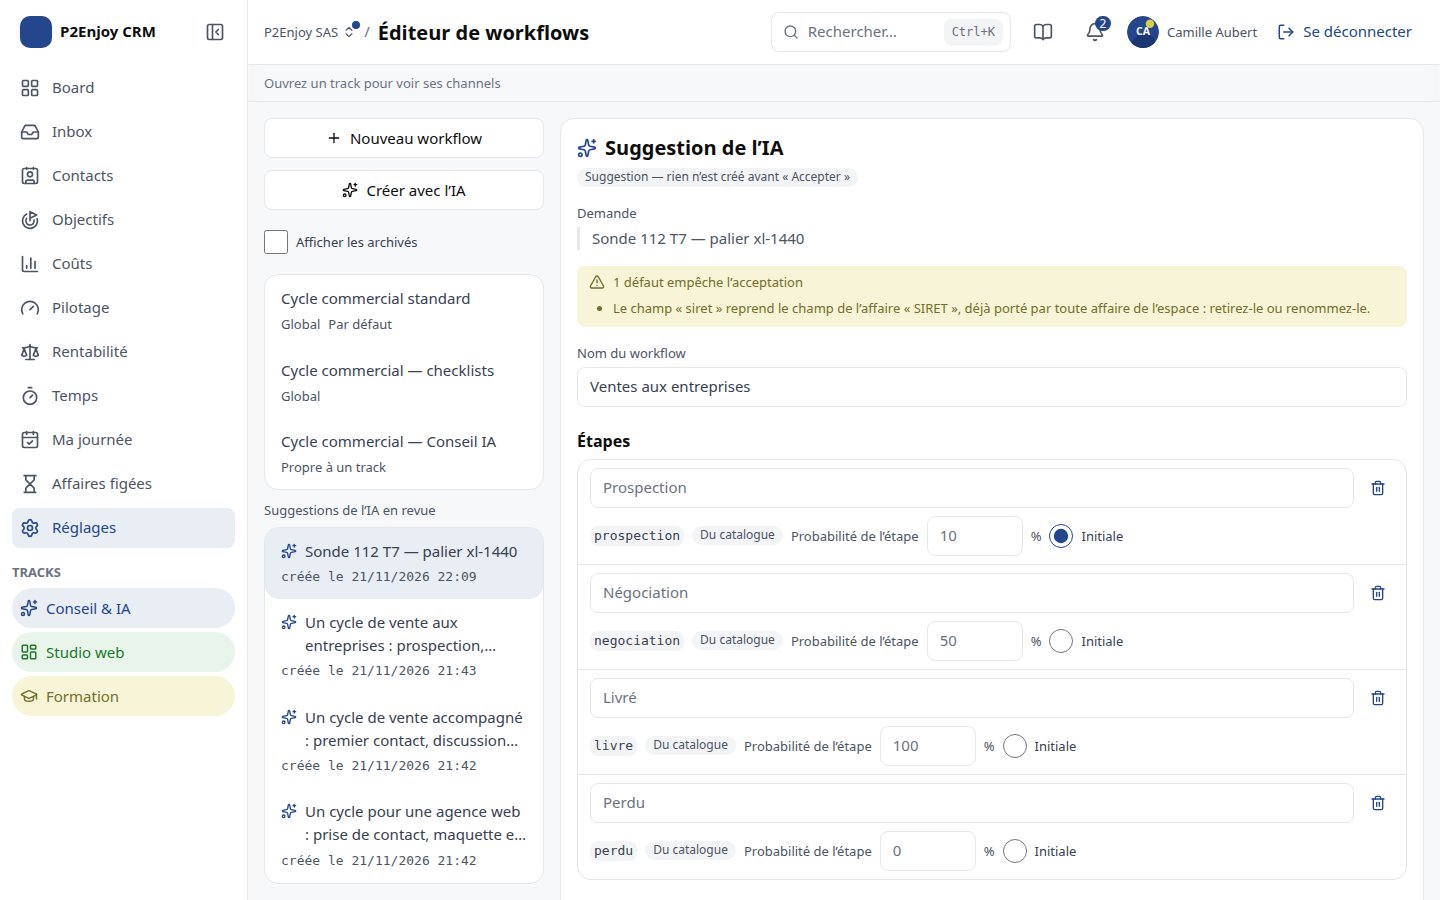 P2Enjoy CRM
Board
Inbox
Contacts
Objectifs
Coûts
Pilotage
Rentabilité
Temps
Ma journée
Affaires figées
Réglages
TRACKS
Conseil & IA
Studio web
Formation
P2Enjoy SAS / Éditeur de workflows
Rechercher... Ctrl+K
2
CA Camille Aubert
Se déconnecter
Ouvrez un track pour voir ses channels
Nouveau workflow
Créer avec l’IA
Afficher les archivés
Cycle commercial standard
Global Par défaut
Cycle commercial — checklists
Global
Cycle commercial — Conseil IA
Propre à un track
Suggestions de l’IA en revue
Sonde 112 T7 — palier xl-1440
créée le 21/11/2026 22:09
Un cycle de vente aux
entreprises : prospection,...
créée le 21/11/2026 21:43
Un cycle de vente accompagné
: premier contact, discussion...
créée le 21/11/2026 21:42
Un cycle pour une agence web
: prise de contact, maquette e...
créée le 21/11/2026 21:42
Suggestion de l’IA
Suggestion — rien n’est créé avant « Accepter »
Demande
Sonde 112 T7 — palier xl-1440
1 défaut empêche l’acceptation
• Le champ « siret » reprend le champ de l’affaire « SIRET », déjà porté par toute affaire de l’espace : retirez-le ou renommez-le.
Nom du workflow
Ventes aux entreprises
Étapes
Prospection
prospection Du catalogue Probabilité de l’étape 10 % Initiale
Négociation
negociation Du catalogue Probabilité de l’étape 50 % Initiale
Livré
livre Du catalogue Probabilité de l’étape 100 % Initiale
Perdu
perdu Du catalogue Probabilité de l’étape 0 % Initiale